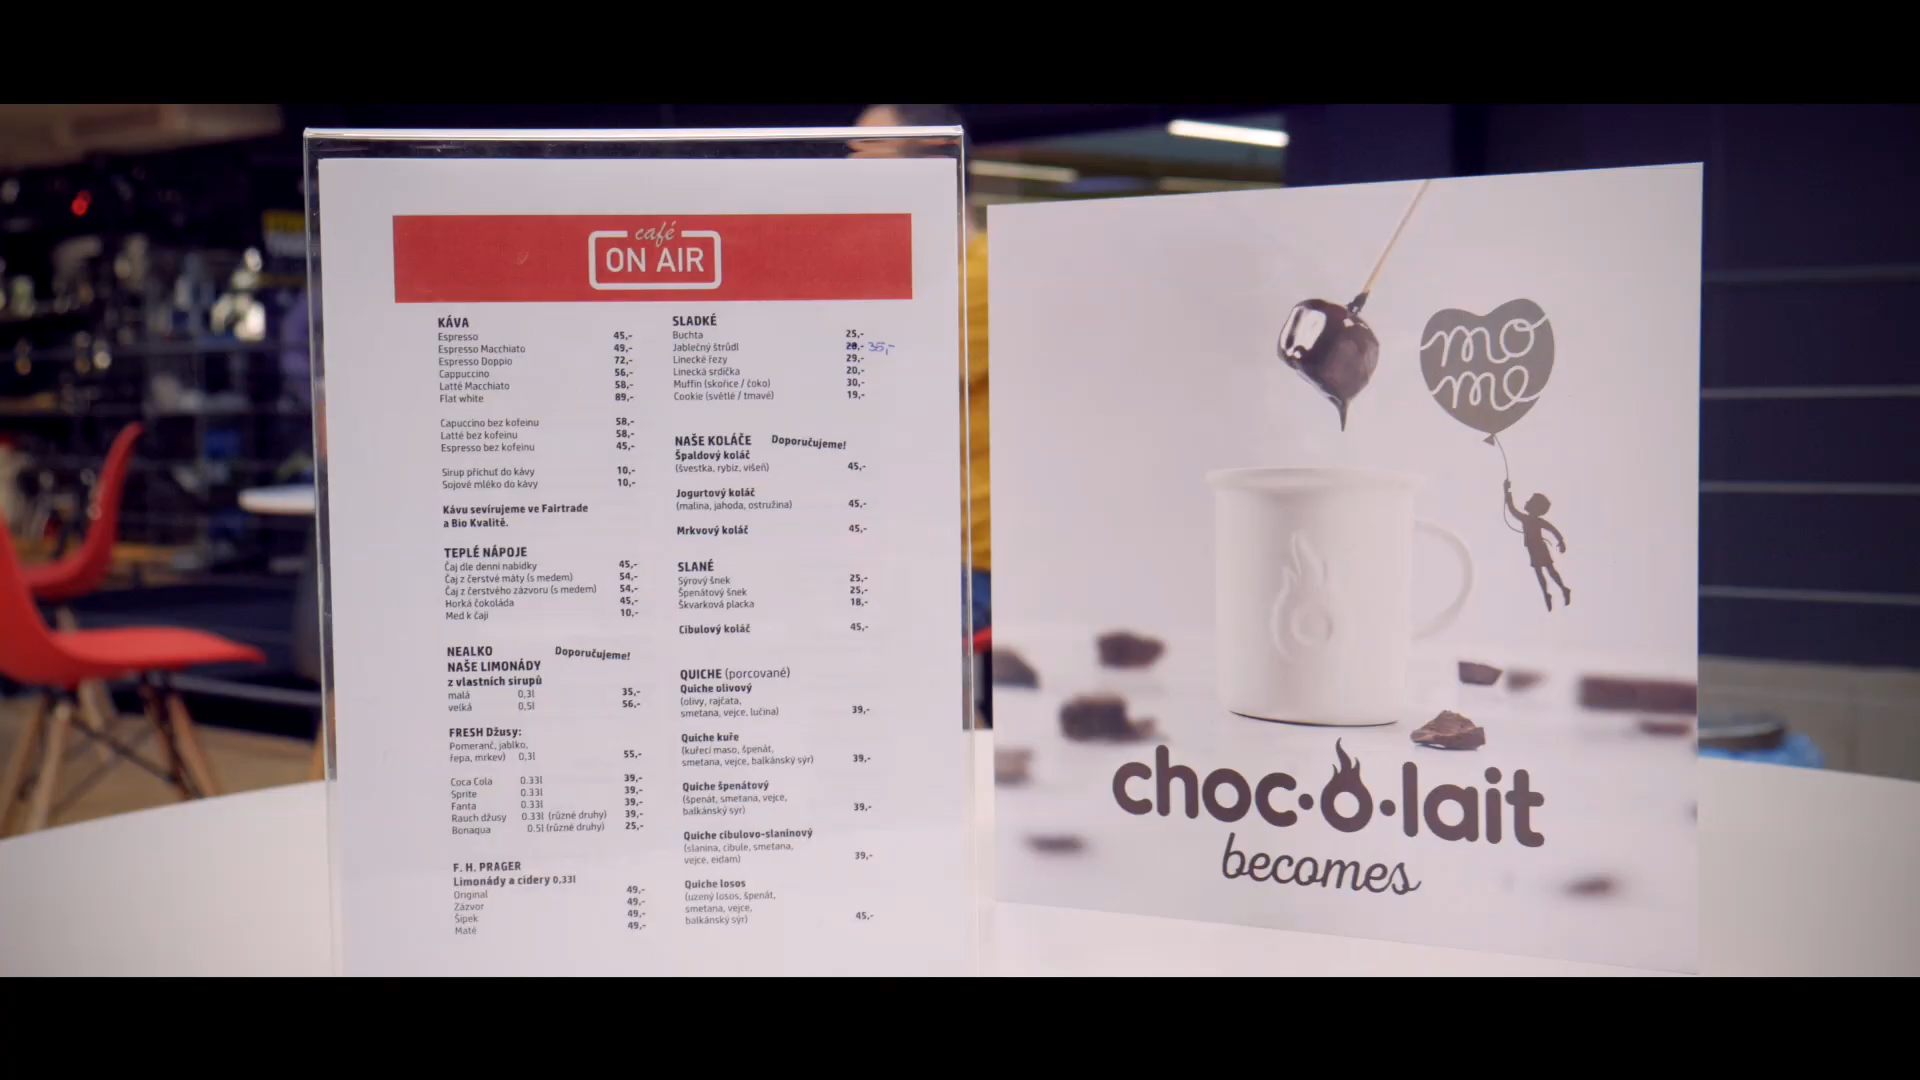 café
ON AIR
KÁVA
Espresso 45,-
Espresso Macchiato 49,-
Espresso Doppio 72,-
Cappuccino 56,-
Latté Macchiato 58,-
Flat white 89,-
Capuccino bez kofeinu 58,-
Latté bez kofeinu 58,-
Espresso bez kofeinu 45,-
Sirup příchuť do kávy 10,-
Sojové mléko do kávy 10,-
Kávu sevírujeme ve Fairtrade
a Bio Kvalitě.
TEPLÉ NÁPOJE
Čaj dle denní nabídky 45,-
Čaj z čerstvé máty (s medem) 54,-
Čaj z čerstvého zázvoru (s medem) 54,-
Horká čokoláda 45,-
Med k čaji 10,-
NEALKO Doporučujeme!
NAŠE LIMONÁDY
z vlastních sirupů
malá 0,3l 35,-
velká 0,5l 56,-
FRESH Džusy:
Pomeranč, jablko,
řepa, mrkev) 0,3l 55,-
Coca Cola 0.33l 39,-
Sprite 0.33l 39,-
Fanta 0.33l 39,-
Rauch džusy 0.33l (různé druhy) 39,-
Bonaqua 0.5l (různé druhy) 25,-
F. H. PRAGER
Limonády a cidery 0,33l
Original 49,-
Zázvor 49,-
Šípek 49,-
Maté 49,-
SLADKÉ
Buchta 25,-
Jablečný štrůdl 35,-
Linecké řezy 29,-
Linecká srdíčka 20,-
Muffin (skořice / čoko) 30,-
Cookie (světlé / tmavé) 19,-
NAŠE KOLÁČE Doporučujeme!
Špaldový koláč
(švestka, rybíz, višeň) 45,-
Jogurtový koláč
(malina, jahoda, ostružina) 45,-
Mrkvový koláč 45,-
SLANÉ
Sýrový šnek 25,-
Špenátový šnek 25,-
Škvarková placka 18,-
Cibulový koláč 45,-
QUICHE (porcované)
Quiche olivový
(olivy, rajčata,
smetana, vejce, lučina) 39,-
Quiche kuře
(kuřecí maso, špenát,
smetana, vejce, balkánský sýr) 39,-
Quiche špenátový
(špenát, smetana, vejce,
balkánský sýr) 39,-
Quiche cibulovo-slaninový
(slanina, cibule, smetana,
vejce, eidam) 39,-
Quiche losos
(uzený losos, špenát,
smetana, vejce,
balkánský sýr) 45,-
mo
me
choc·o·lait
becomes